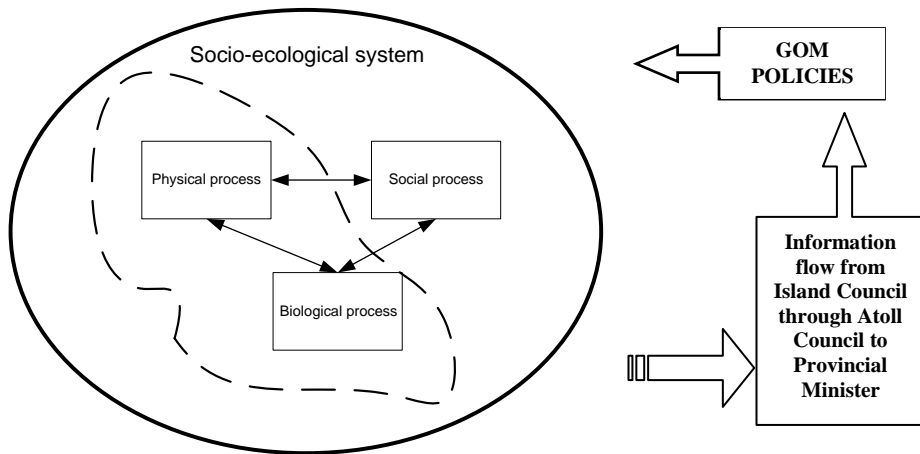 Socio-ecological system
Physical process
Social process
Biological process
GOM
POLICIES
Information
flow from
Island Council
through Atoll
Council to
Provincial
Minister